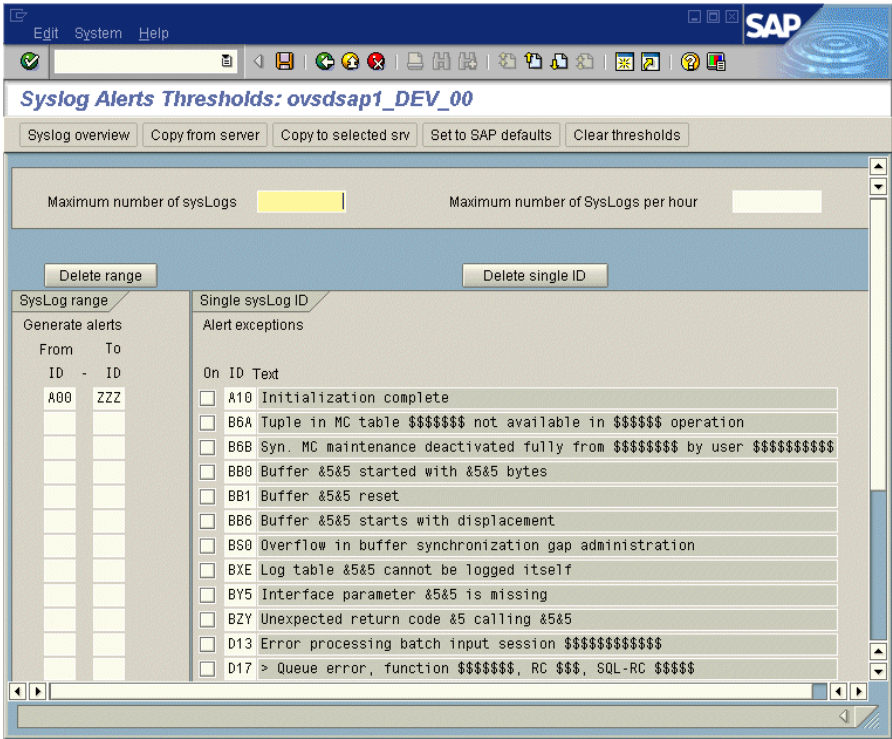 Edit System Help
SAP
Syslog Alerts Thresholds: ovsdsap1_DEV_00
Syslog overview Copy from server Copy to selected srv Set to SAP defaults Clear thresholds
Maximum number of sysLogs Maximum number of SysLogs per hour
Delete range Delete single ID
SysLog range Single sysLog ID
Generate alerts Alert exceptions
From To
ID - ID On ID Text
A00 ZZZ A10 Initialization complete
B6A Tuple in MC table $$$$$$$ not available in $$$$$$ operation
B6B Syn. MC maintenance deactivated fully from $$$$$$$$ by user $$$$$$$$$$
BB0 Buffer &5&5 started with &5&5 bytes
BB1 Buffer &5&5 reset
BB6 Buffer &5&5 starts with displacement
BS0 Overflow in buffer synchronization gap administration
BXE Log table &5&5 cannot be logged itself
BY5 Interface parameter &5&5 is missing
BZY Unexpected return code &5 calling &5&5
D13 Error processing batch input session $$$$$$$$$$$$
D17 > Queue error, function $$$$$$$, RC $$$, SQL-RC $$$$$